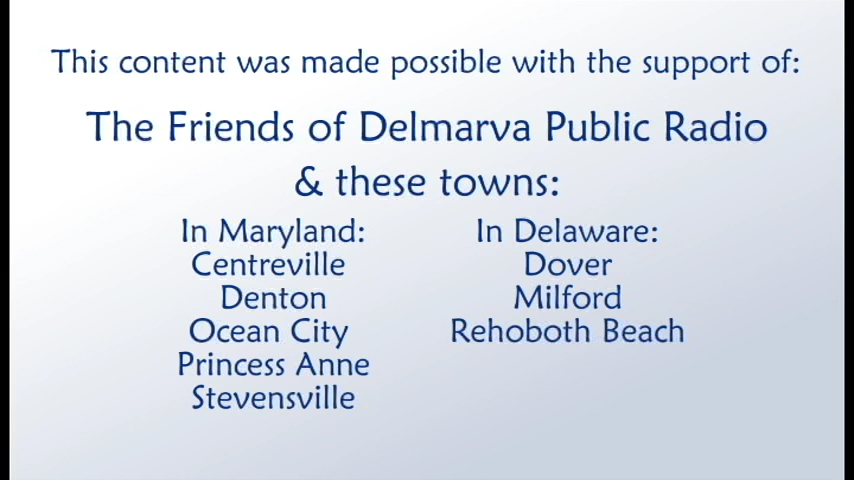 This content was made possible with the support of:
The Friends of Delmarva Public Radio
& these towns:
In Maryland:
Centreville
Denton
Ocean City
Princess Anne
Stevensville
In Delaware:
Dover
Milford
Rehoboth Beach